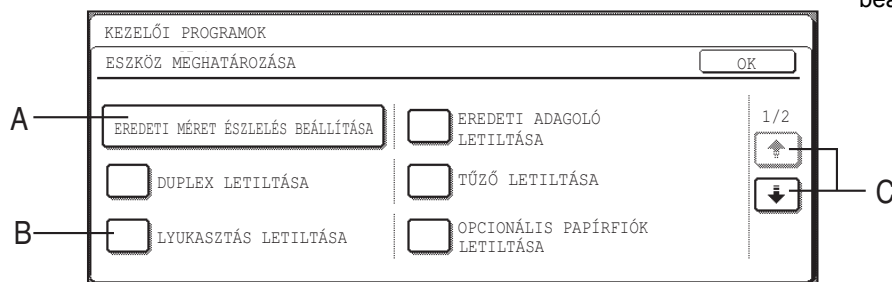 beá
KEZELŐI PROGRAMOK
ESZKÖZ MEGHATÁROZÁSA
OK
A
EREDETI MÉRET ÉSZLELÉS BEÁLLÍTÁSA
EREDETI ADAGOLÓ
LETILTÁSA
1/2
DUPLEX LETILTÁSA
TŰZŐ LETILTÁSA
C
B
LYUKASZTÁS LETILTÁSA
OPCIONÁLIS PAPÍRFIÓK
LETILTÁSA